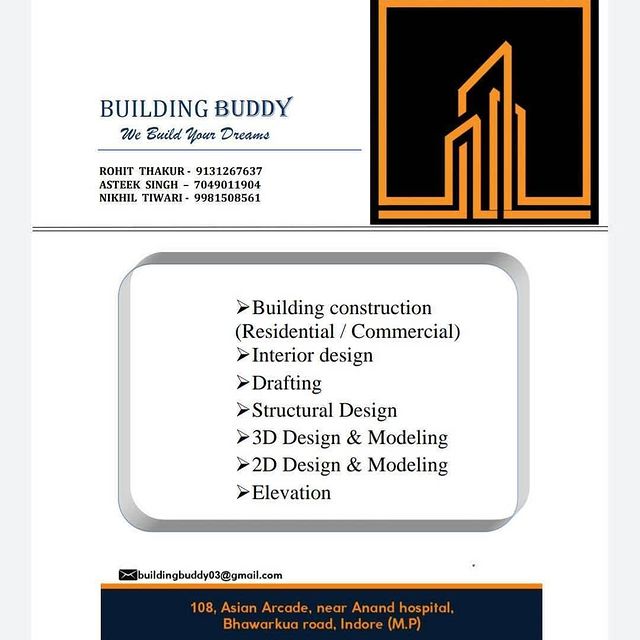 BUILDING BUDDY
We Build Your Dreams
ROHIT THAKUR - 9131267637
ASTEEK SINGH – 7049011904
NIKHIL TIWARI - 9981508561
➢Building construction
(Residential / Commercial)
➢Interior design
➢Drafting
➢Structural Design
➢3D Design & Modeling
➢2D Design & Modeling
➢Elevation
buildingbuddy03@gmail.com
108, Asian Arcade, near Anand hospital,
Bhawarkua road, Indore (M.P)